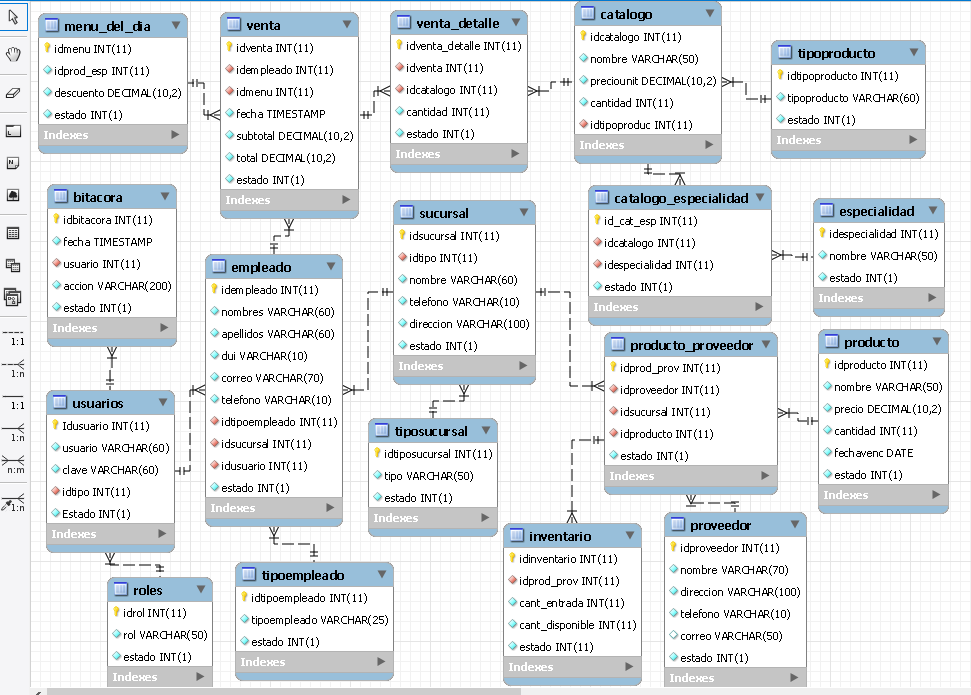 menu_del_dia
idmenu INT(11)
idprod_esp INT(11)
descuento DECIMAL(10,2)
estado INT(1)
Indexes
venta
idventa INT(11)
idempleado INT(11)
idmenu INT(11)
fecha TIMESTAMP
subtotal DECIMAL(10,2)
total DECIMAL(10,2)
estado INT(1)
Indexes
venta_detalle
idventa_detalle INT(11)
idventa INT(11)
idcatalogo INT(11)
cantidad INT(11)
estado INT(1)
Indexes
catalogo
idcatalogo INT(11)
nombre VARCHAR(50)
preciounit DECIMAL(10,2)
cantidad INT(11)
idtipoproduc INT(11)
Indexes
tipoproducto
idtipoproducto INT(11)
tipoproducto VARCHAR(60)
estado INT(1)
Indexes
bitacora
idbitacora INT(11)
fecha TIMESTAMP
usuario INT(11)
accion VARCHAR(200)
estado INT(1)
Indexes
empleado
idempleado INT(11)
nombres VARCHAR(60)
apellidos VARCHAR(60)
dui VARCHAR(10)
correo VARCHAR(70)
telefono VARCHAR(10)
idtipoempleado INT(11)
idsucursal INT(11)
idusuario INT(11)
estado INT(1)
Indexes
sucursal
idsucursal INT(11)
idtipo INT(11)
nombre VARCHAR(60)
telefono VARCHAR(10)
direccion VARCHAR(100)
estado INT(1)
Indexes
catalogo_especialidad
id_cat_esp INT(11)
idcatalogo INT(11)
idespecialidad INT(11)
estado INT(1)
Indexes
especialidad
idespecialidad INT(11)
nombre VARCHAR(50)
estado INT(1)
Indexes
usuarios
Idusuario INT(11)
usuario VARCHAR(60)
clave VARCHAR(60)
idtipo INT(11)
Estado INT(1)
Indexes
tiposucursal
idtiposucursal INT(11)
tipo VARCHAR(50)
estado INT(1)
Indexes
producto_proveedor
idprod_prov INT(11)
idproveedor INT(11)
idsucursal INT(11)
idproducto INT(11)
estado INT(1)
Indexes
producto
idproducto INT(11)
nombre VARCHAR(50)
precio DECIMAL(10,2)
cantidad INT(11)
fechavenc DATE
estado INT(1)
Indexes
roles
idrol INT(11)
rol VARCHAR(50)
estado INT(1)
Indexes
tipoempleado
idtipoempleado INT(11)
tipoempleado VARCHAR(25)
estado INT(1)
Indexes
inventario
idinventario INT(11)
idprod_prov INT(11)
cant_entrada INT(11)
cant_disponible INT(11)
estado INT(11)
Indexes
proveedor
idproveedor INT(11)
nombre VARCHAR(70)
direccion VARCHAR(100)
telefono VARCHAR(10)
correo VARCHAR(50)
estado INT(1)
Indexes
1:1
1:n
1:1
1:n
n:m
1:n